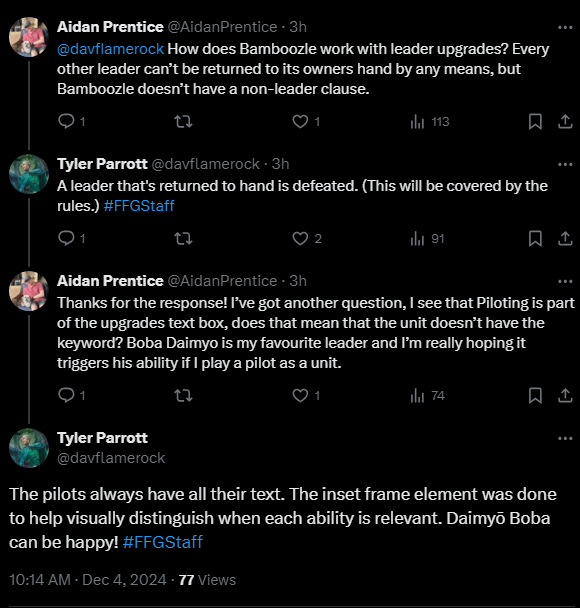 Aidan Prentice @AidanPrentice · 3h
@davflamerock How does Bamboozle work with leader upgrades? Every
other leader can't be returned to its owners hand by any means, but
Bamboozle doesn't have a non-leader clause.
1 1 113
Tyler Parrott @davflamerock · 3h
A leader that's returned to hand is defeated. (This will be covered by the
rules.) #FFGStaff
1 2 91
Aidan Prentice @AidanPrentice · 3h
Thanks for the response! I've got another question, I see that Piloting is part
of the upgrades text box, does that mean that the unit doesn't have the
keyword? Boba Daimyo is my favourite leader and I'm really hoping it
triggers his ability if I play a pilot as a unit.
1 1 74
Tyler Parrott
@davflamerock
The pilots always have all their text. The inset frame element was done
to help visually distinguish when each ability is relevant. Daimyō Boba
can be happy! #FFGStaff
10:14 AM · Dec 4, 2024 · 77 Views